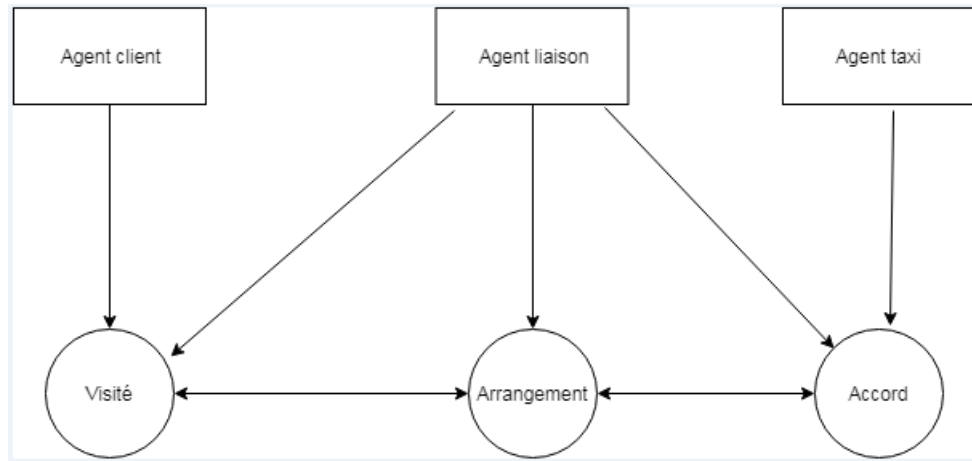 Agent client
Agent liaison
Agent taxi
Visité
Arrangement
Accord